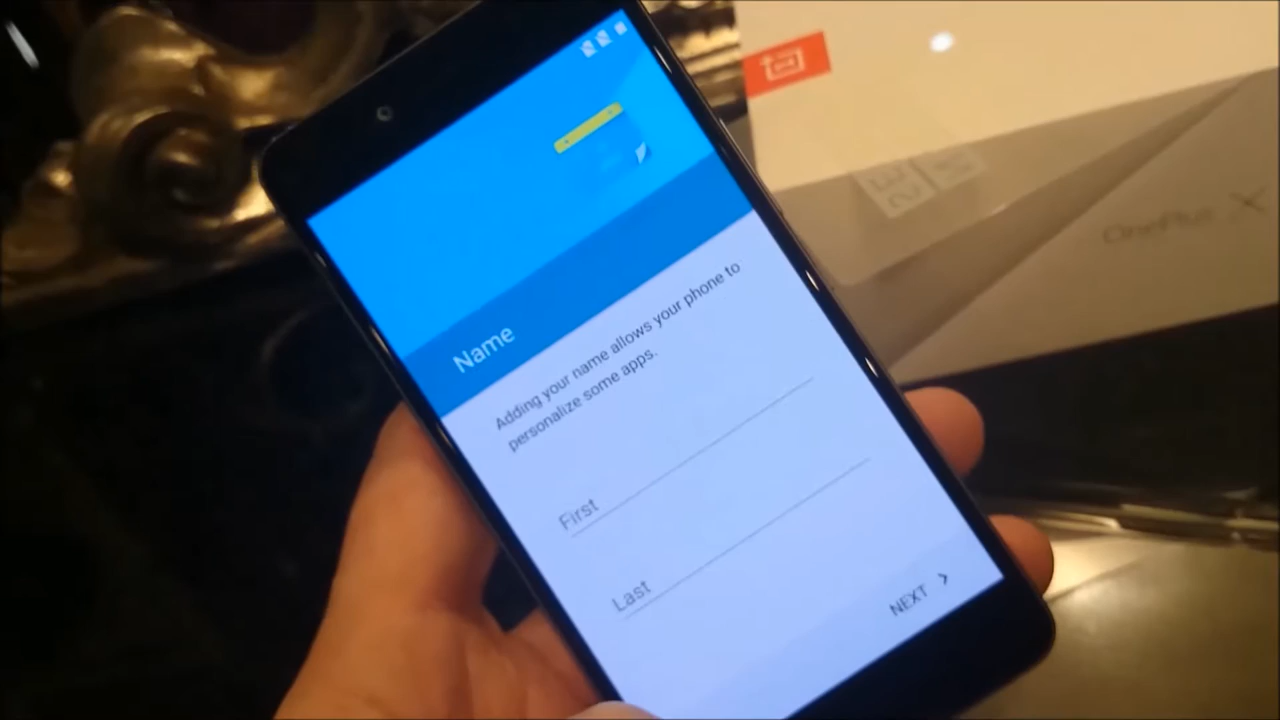 Name
Adding your name allows your phone to
personalize some apps.
First
Last
NEXT
OnePlus X